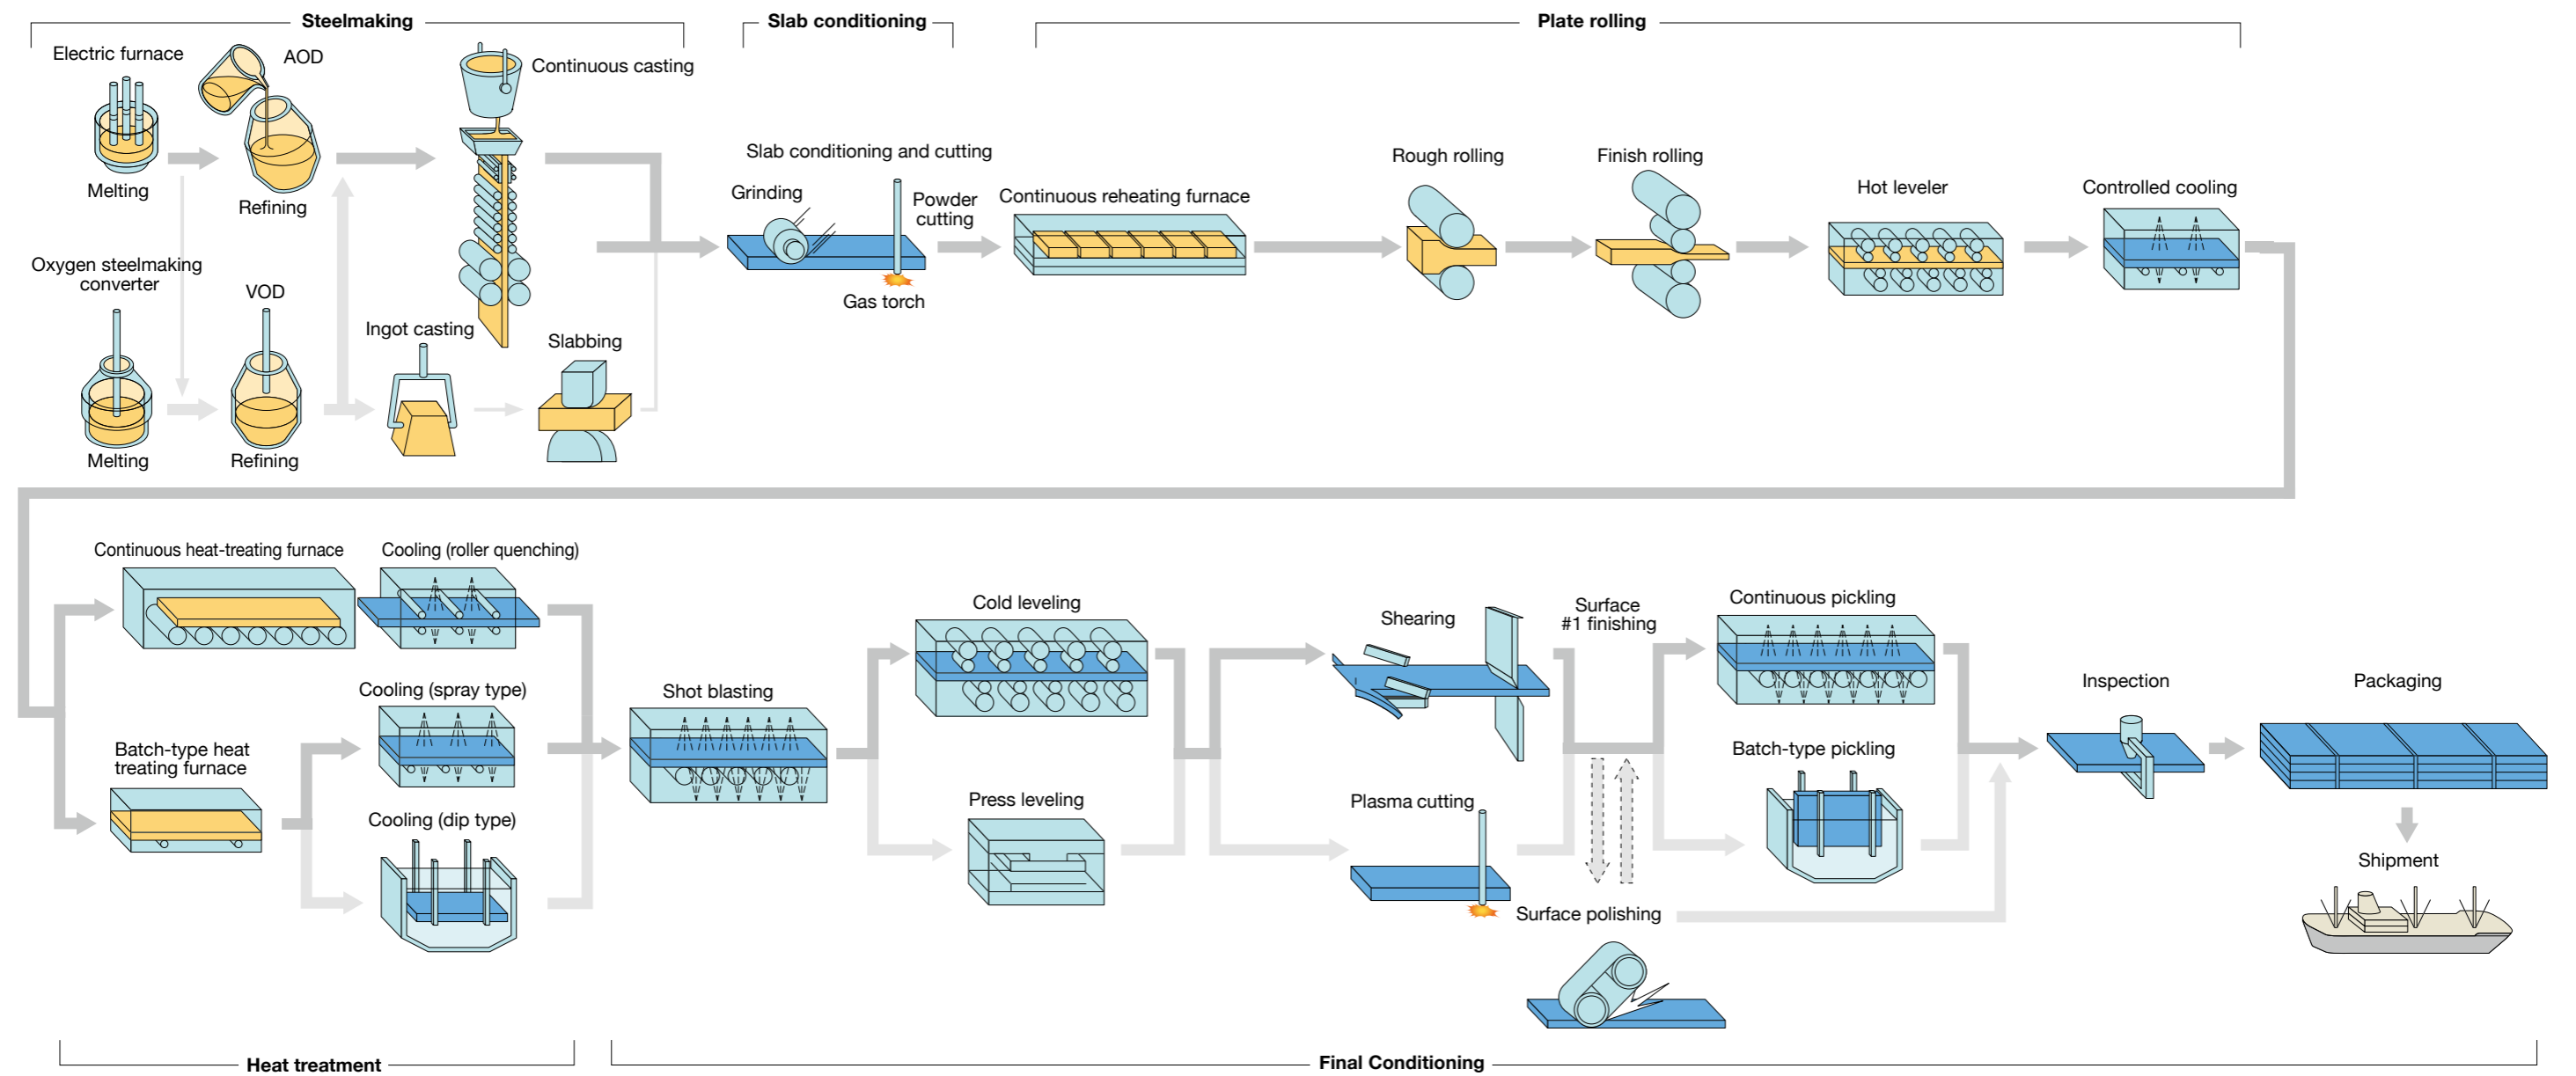 Steelmaking
Slab conditioning
Plate rolling
Electric furnace
AOD
Continuous casting
Melting
Refining
Oxygen steelmaking
converter
VOD
Ingot casting
Slabbing
Melting
Refining
Slab conditioning and cutting
Grinding
Powder
cutting
Gas torch
Continuous reheating furnace
Rough rolling
Finish rolling
Hot leveler
Controlled cooling
Continuous heat-treating furnace
Cooling (roller quenching)
Cooling (spray type)
Batch-type heat
treating furnace
Cooling (dip type)
Shot blasting
Cold leveling
Press leveling
Shearing
Plasma cutting
Surface
#1 finishing
Surface polishing
Continuous pickling
Batch-type pickling
Inspection
Packaging
Shipment
Heat treatment
Final Conditioning